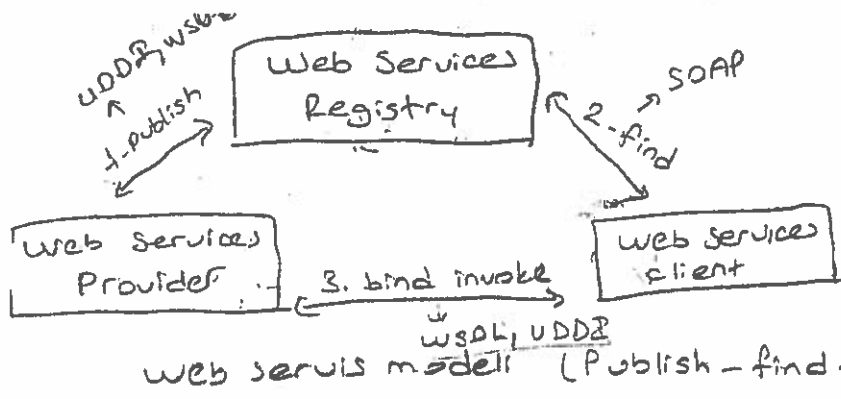 UDDI, WSDL
Web Services
Registry
SOAP
1-Publish
2-find
Web Services
Provider
Web Services
client
3. bind invoke
WSDL, UDDI
Web servis modeli (Publish-find-